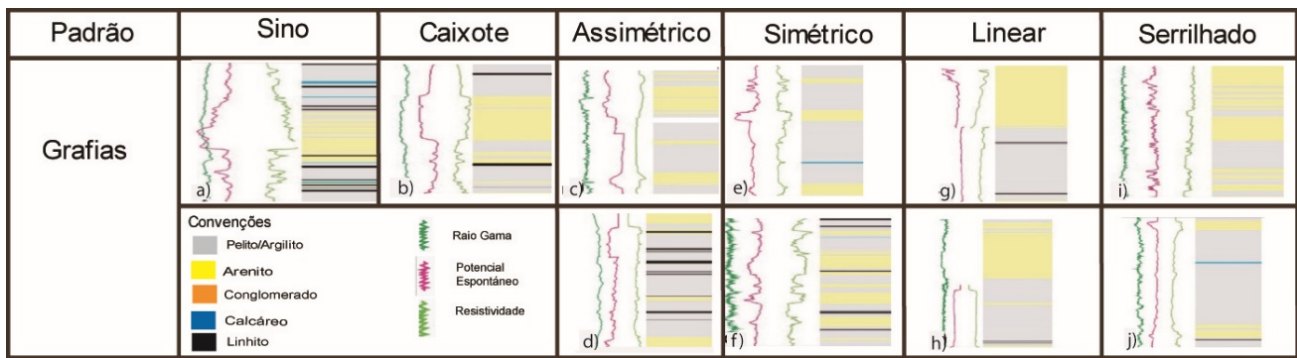 Padrão Sino Caixote Assimétrico Simétrico Linear Serrilhado
Grafias
a) b) c) e) g) i)
Convenções
Pelito/Argilito
Arenito
Conglomerado
Calcáreo
Linhito
Raio Gama
Potencial
Espontáneo
Resistividade
d) f) h) j)